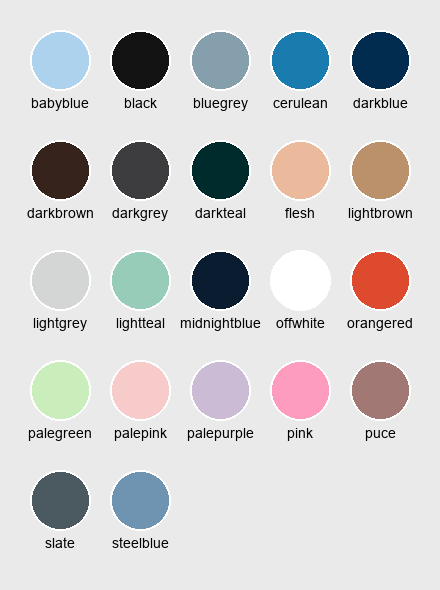 babyblue black bluegrey cerulean darkblue
darkbrown darkgrey darkteal flesh lightbrown
lightgrey lightteal midnightblue offwhite orangered
palegreen palepink palepurple pink puce
slate steelblue